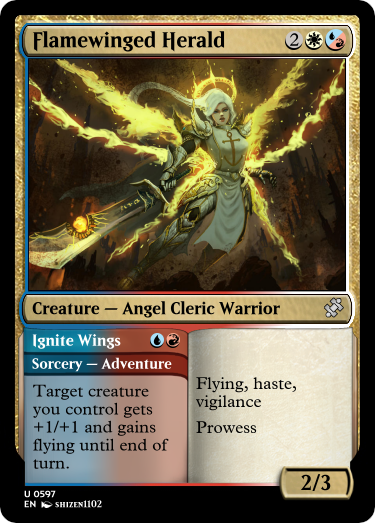 Flamewinged Herald 2
Creature — Angel Cleric Warrior
Ignite Wings
Sorcery — Adventure
Target creature
you control gets
+1/+1 and gains
flying until end of
turn.
Flying, haste,
vigilance
Prowess
2/3
U 0597
EN SHIZEN1102